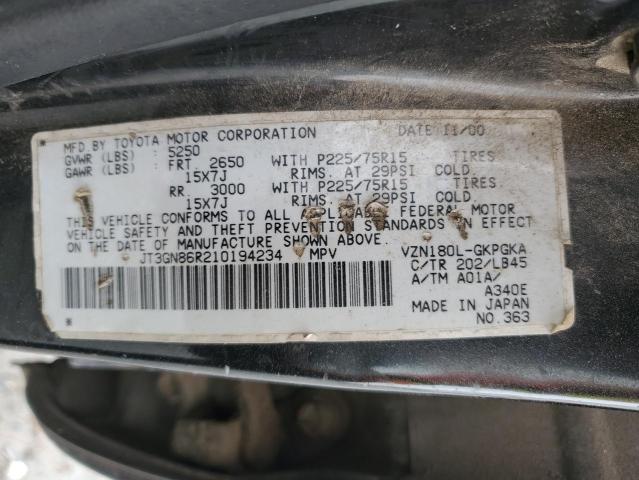 MFD. BY TOYOTA MOTOR CORPORATION DATE 11/00
GVWR (LBS) : 5250
GAWR (LBS) : FRT. 2650 WITH P225/75R15 TIRES
15X7J RIMS. AT 29PSI COLD.
RR. 3000 WITH P225/75R15 TIRES
15X7J RIMS. AT 29PSI COLD.
THIS VEHICLE CONFORMS TO ALL APPLICABLE FEDERAL MOTOR
VEHICLE SAFETY AND THEFT PREVENTION STANDARDS IN EFFECT
ON THE DATE OF MANUFACTURE SHOWN ABOVE.
JT3GN86R210194234 MPV VZN180L-GKPGKA
C/TR 202/LB45
A/TM A01A/
A340E
MADE IN JAPAN
NO.363